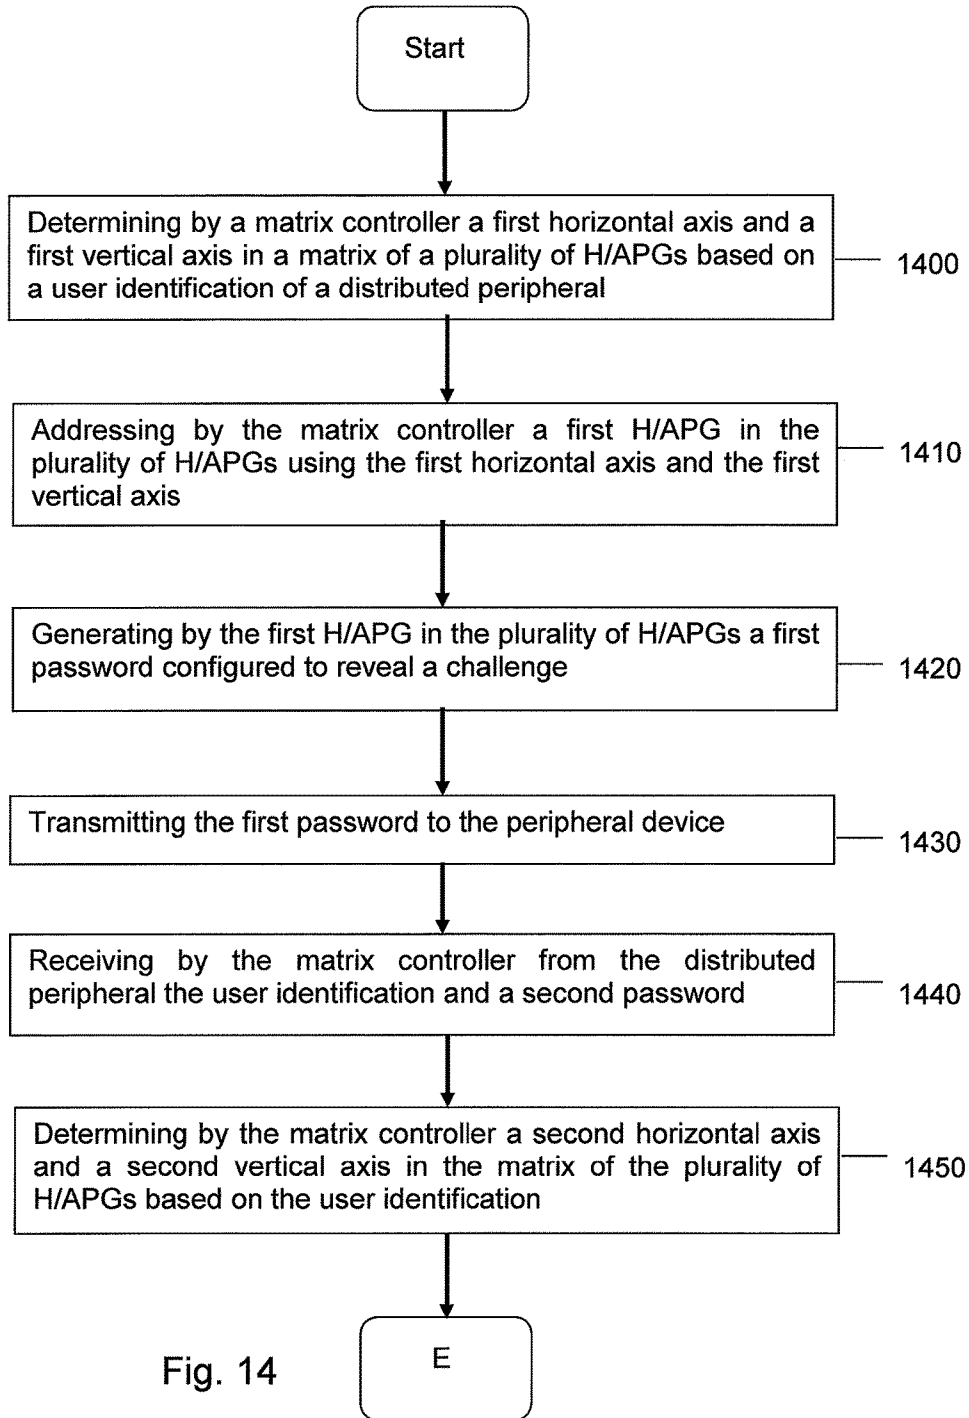 Start
Determining by a matrix controller a first horizontal axis and a
first vertical axis in a matrix of a plurality of H/APGs based on
a user identification of a distributed peripheral
1400
Addressing by the matrix controller a first H/APG in the
plurality of H/APGs using the first horizontal axis and the first
vertical axis
1410
Generating by the first H/APG in the plurality of H/APGs a first
password configured to reveal a challenge
1420
Transmitting the first password to the peripheral device
1430
Receiving by the matrix controller from the distributed
peripheral the user identification and a second password
1440
Determining by the matrix controller a second horizontal axis
and a second vertical axis in the matrix of the plurality of
H/APGs based on the user identification
1450
E
Fig. 14